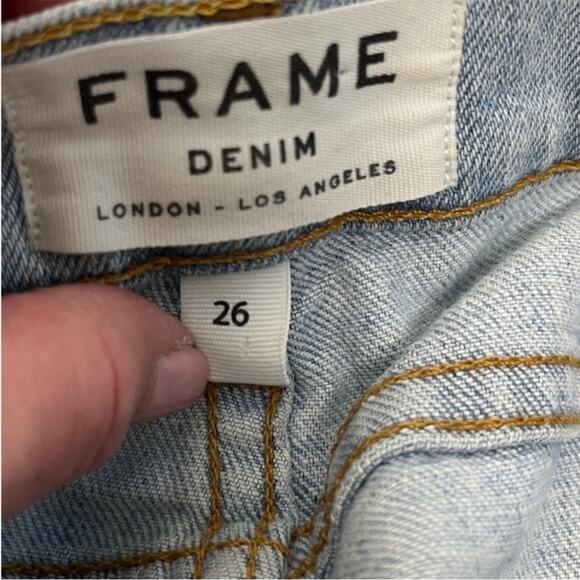 FRAME
DENIM
LONDON - LOS ANGELES
26